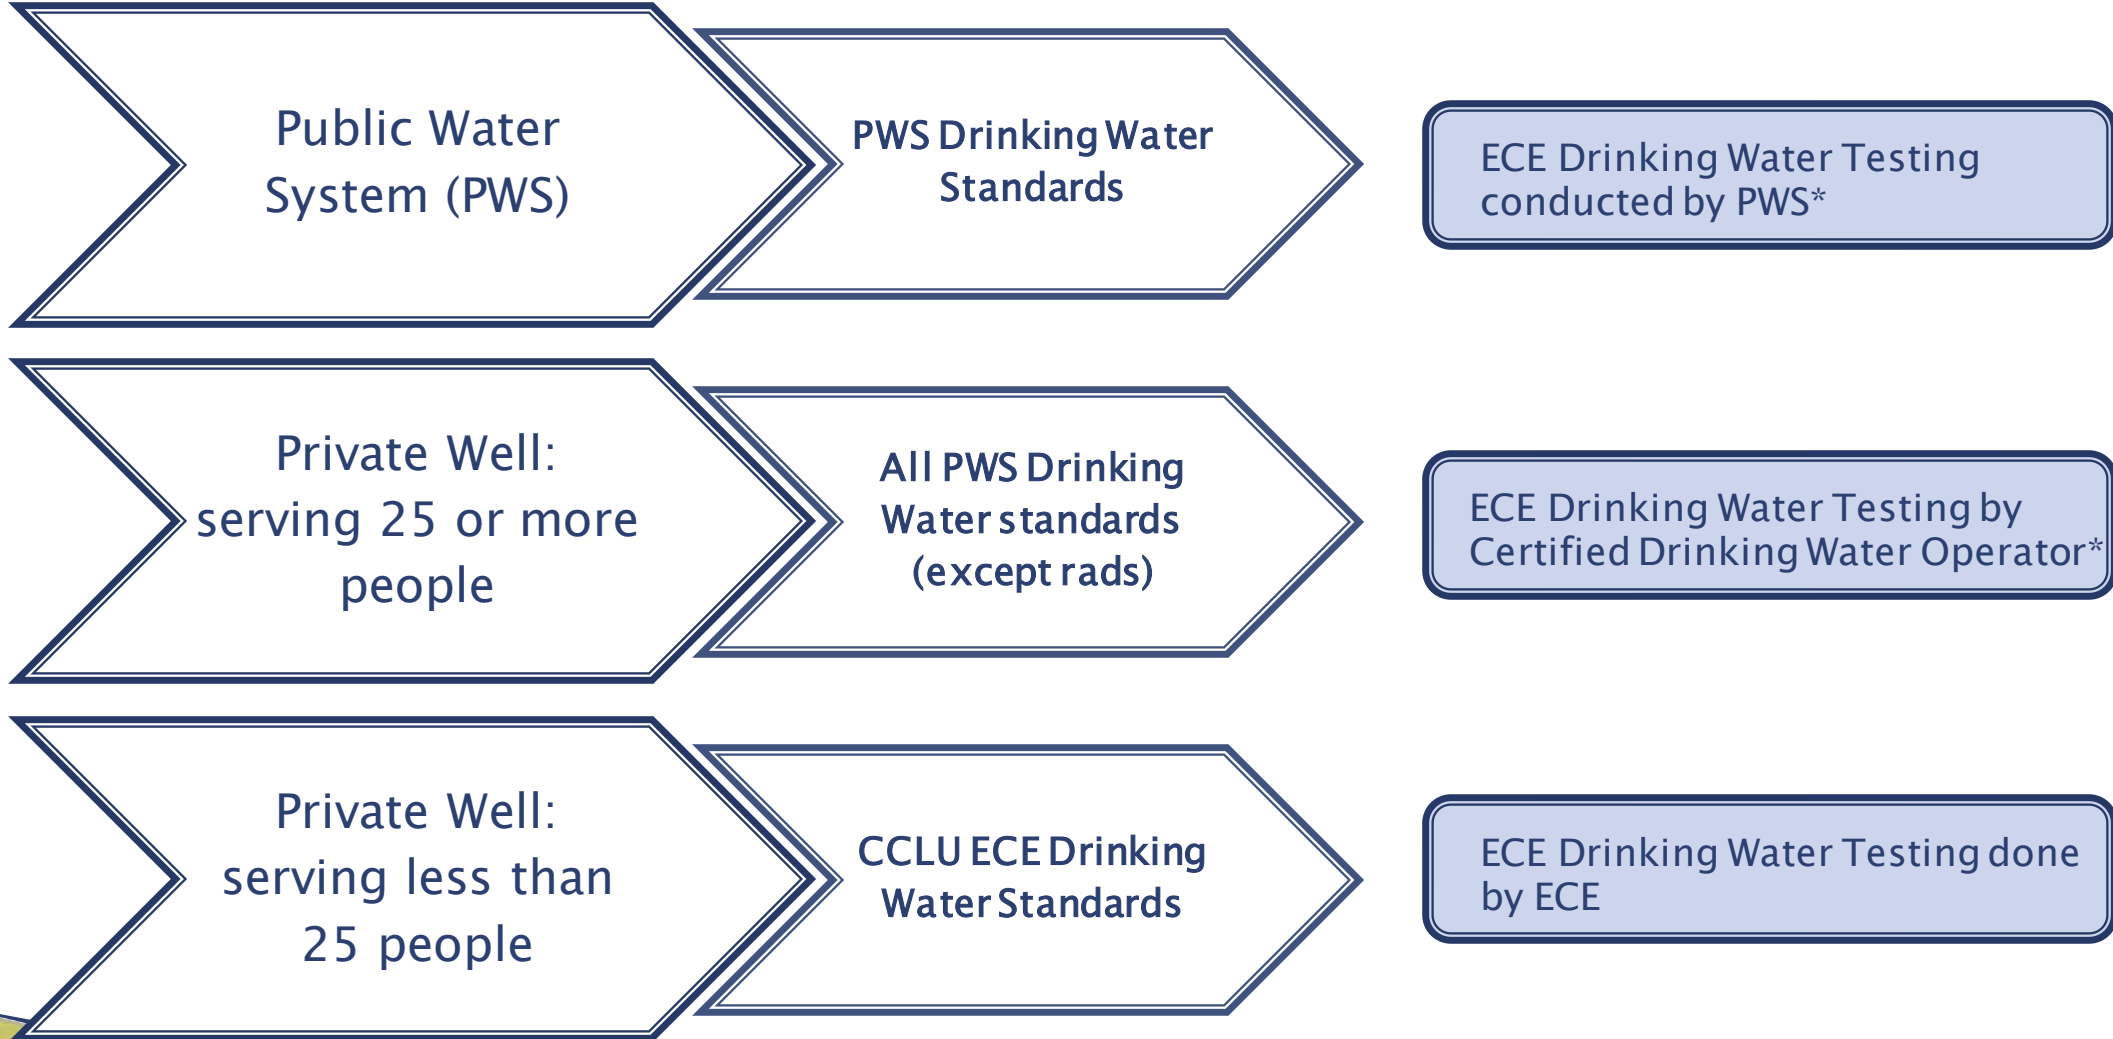 Public Water
System (PWS)
PWS Drinking Water
Standards
ECE Drinking Water Testing
conducted by PWS*
Private Well:
serving 25 or more
people
All PWS Drinking
Water standards
(except rads)
ECE Drinking Water Testing by
Certified Drinking Water Operator*
Private Well:
serving less than
25 people
CCLU ECE Drinking
Water Standards
ECE Drinking Water Testing done
by ECE